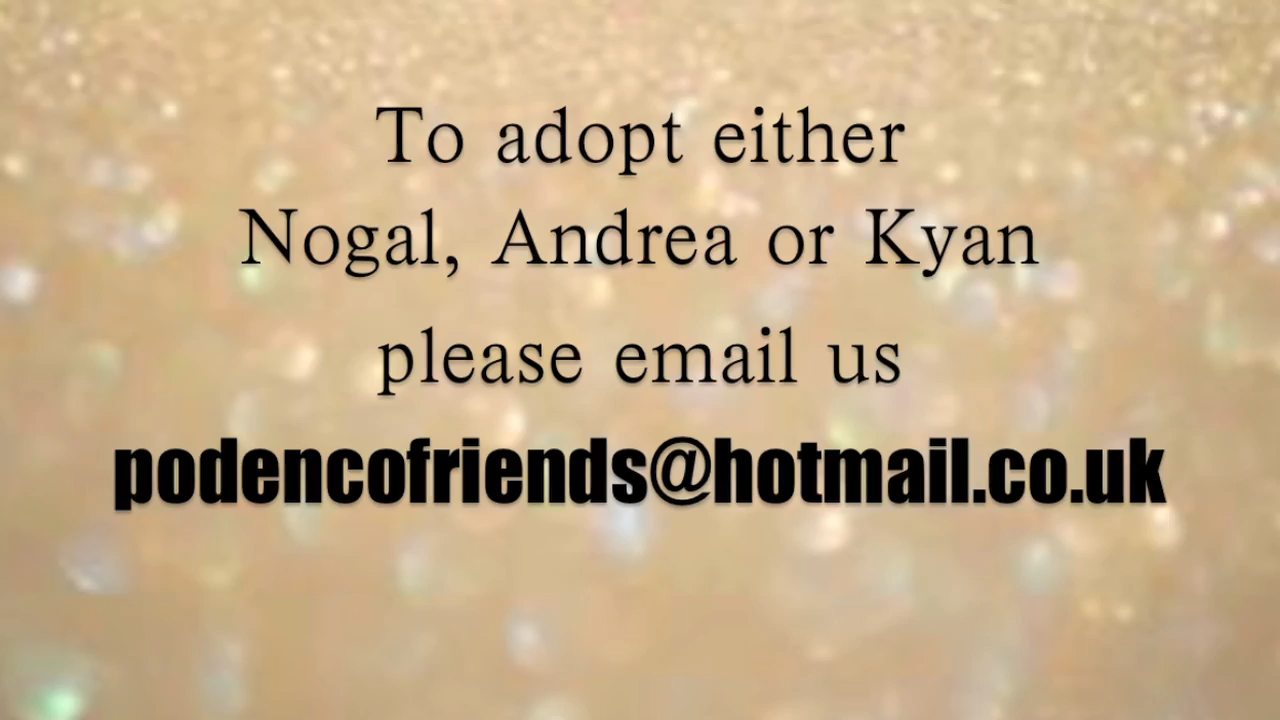 To adopt either
Nogal, Andrea or Kyan
please email us
podencofriends@hotmail.co.uk